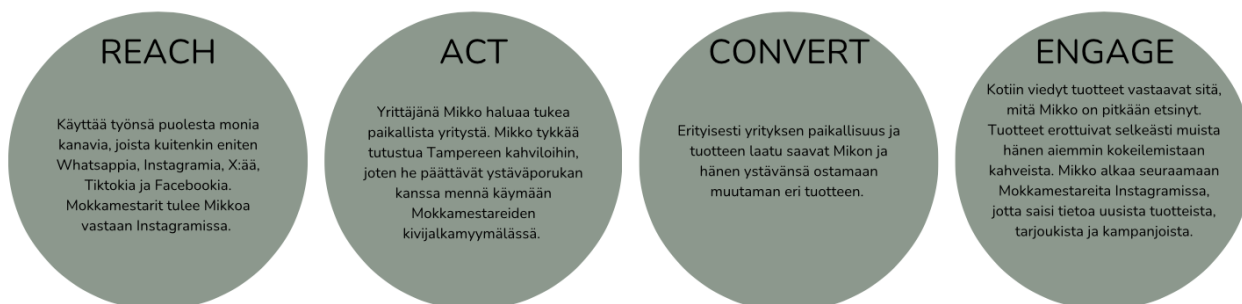 REACH
Käyttää työnsä puolesta monia
kanavia, joista kuitenkin eniten
Whatsappia, Instagramia, X:ää,
Tiktokia ja Facebookia.
Mokkamestarit tulee Mikkoa
vastaan Instagramissa.
ACT
Yrittäjänä Mikko haluaa tukea
paikallista yritystä. Mikko tykkää
tutustua Tampereen kahviloihin,
joten he päättävät ystäväporukan
kanssa mennä käymään
Mokkamestareiden
kivijalkamyymälässä.
CONVERT
Erityisesti yrityksen paikallisuus ja
tuotteen laatu saavat Mikon ja
hänen ystävänsä ostamaan
muutaman eri tuotteen.
ENGAGE
Kotiin viedyt tuotteet vastaavat sitä,
mitä Mikko on pitkään etsinyt.
Tuotteet erottuivat selkeästi muista
hänen aiemmin kokeilemistaan
kahveista. Mikko alkaa seuraamaan
Mokkamestareita Instagramissa,
jotta saisi tietoa uusista tuotteista,
tarjoukista ja kampanjoista.